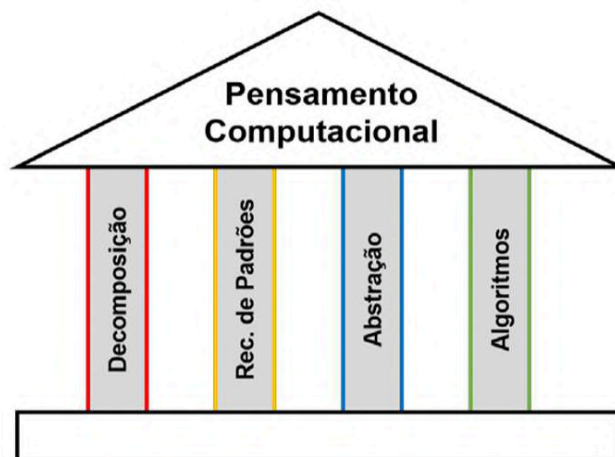 Pensamento
Computacional
Decomposição
Rec. de Padrões
Abstração
Algoritmos